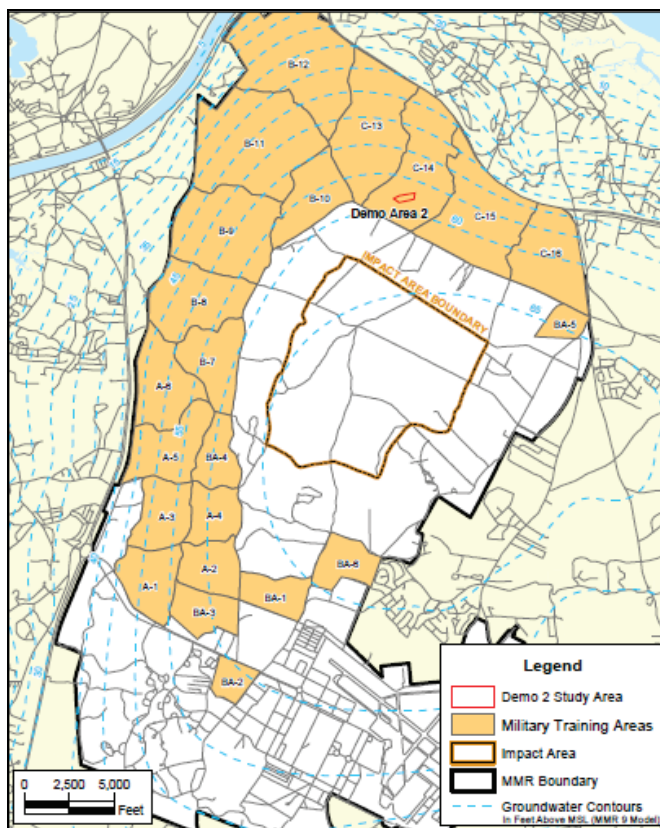 B-12
C-13
B-11
C-14
B-10
Demo Area 2
60
C-15
B-9
C-16
IMPACT AREA BOUNDARY
65
BA-5
B-8
B-7
A-6
A-5
BA-4
A-3
A-4
A-2
BA-6
A-1
BA-3
BA-1
BA-2
30
Legend
Demo 2 Study Area
Military Training Areas
Impact Area
MMR Boundary
Groundwater Contours
In Feet Above MSL (MMR 9 Model)
0 2,500 5,000
Feet